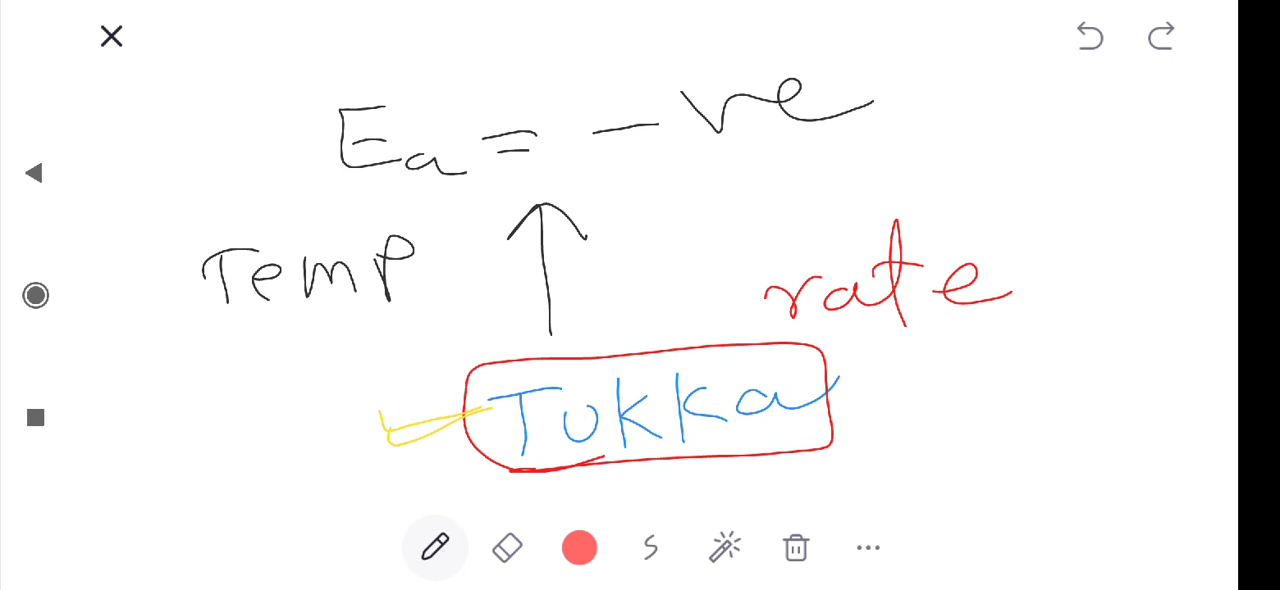 Ea = -ve
Temp ↑ rate
Tukka